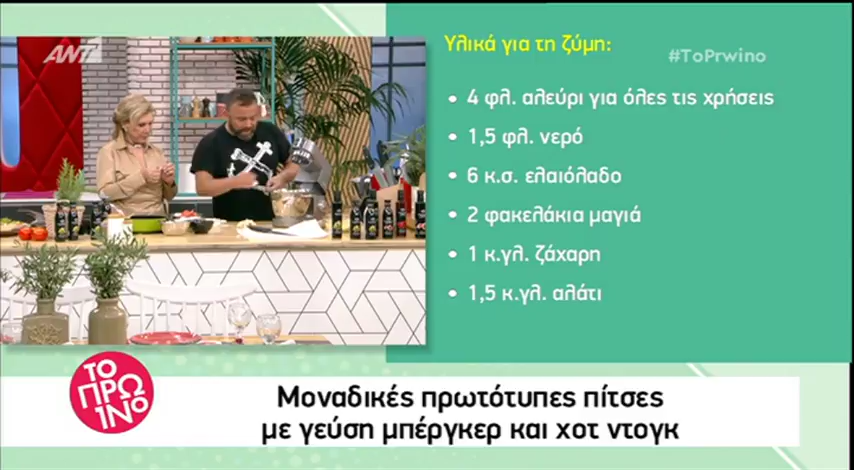 ANT1
Υλικά για τη ζύμη:
#ToPrwino
• 4 φλ. αλεύρι για όλες τις χρήσεις
• 1,5 φλ. νερό
• 6 κ.σ. ελαιόλαδο
• 2 φακελάκια μαγιά
• 1 κ.γλ. ζάχαρη
• 1,5 κ.γλ. αλάτι
ΤΟ
ΠΡΩ
ΙΝΟ
Μοναδικές πρωτότυπες πίτσες
με γεύση μπέργκερ και χοτ ντογκ